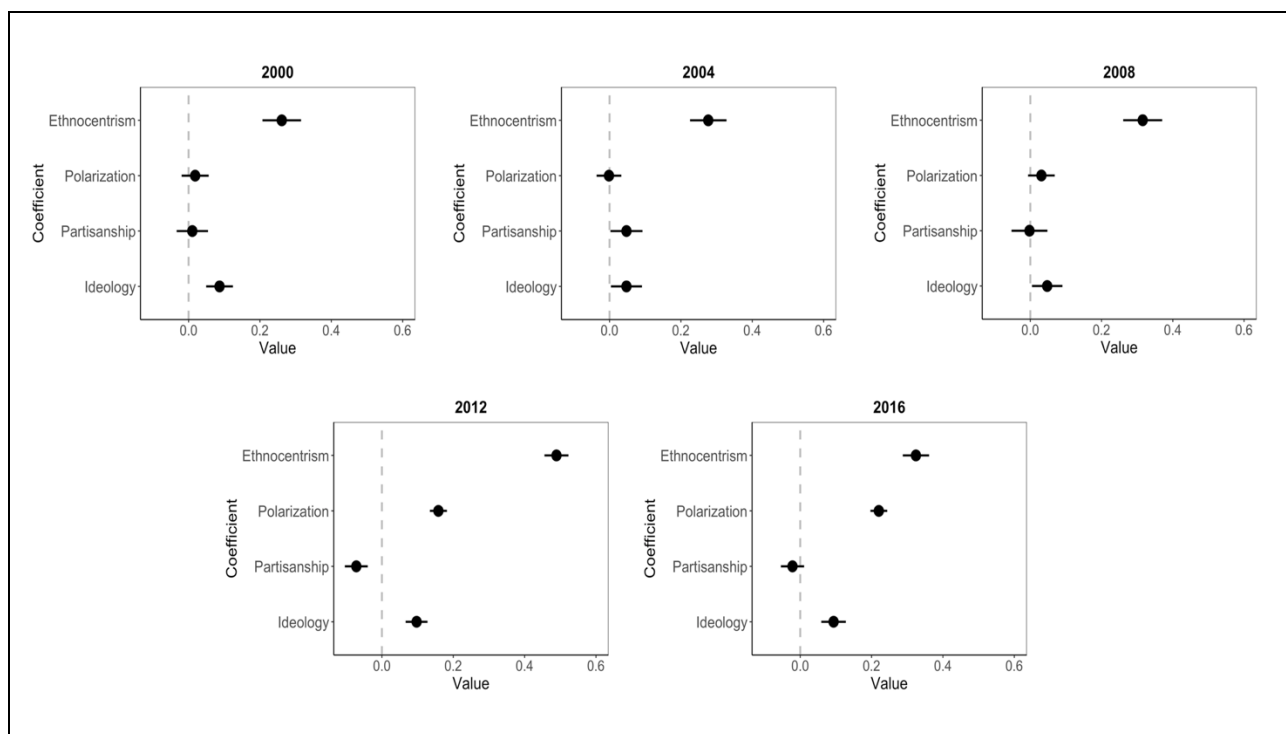 2000
Ethnocentrism
Polarization
Partisanship
Ideology
Coefficient
0.0 0.2 0.4 0.6
Value
2004
Ethnocentrism
Polarization
Partisanship
Ideology
Coefficient
0.0 0.2 0.4 0.6
Value
2008
Ethnocentrism
Polarization
Partisanship
Ideology
Coefficient
0.0 0.2 0.4 0.6
Value
2012
Ethnocentrism
Polarization
Partisanship
Ideology
Coefficient
0.0 0.2 0.4 0.6
Value
2016
Ethnocentrism
Polarization
Partisanship
Ideology
Coefficient
0.0 0.2 0.4 0.6
Value